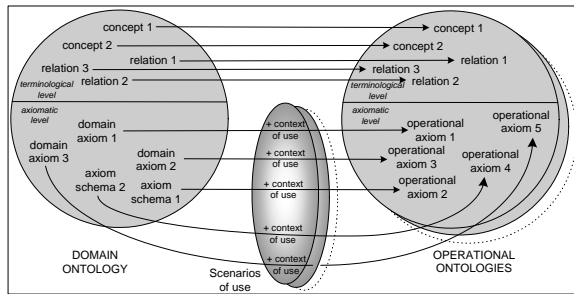 concept 1
concept 2
relation 1
relation 3
relation 2
terminological
level
axiomatic
level
domain
axiom 1
domain
axiom 3
domain
axiom 2
axiom
schema 2
axiom
schema 1
DOMAIN
ONTOLOGY
+ context
of use
+ context
of use
+ context
of use
+ context
of use
+ context
of use
Scenarios
of use
concept 1
concept 2
relation 1
relation 3
relation 2
terminological
level
axiomatic
level
operational
axiom 1
operational
axiom 5
operational
axiom 3
operational
axiom 4
operational
axiom 2
OPERATIONAL
ONTOLOGIES